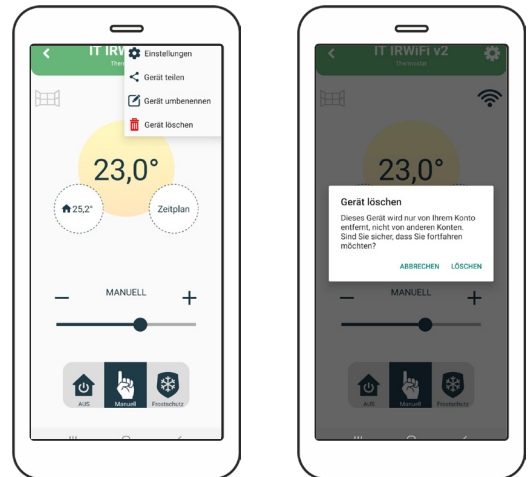 IT IRW
Thermo
Einstellungen
Gerät teilen
Gerät umbenennen
Gerät löschen
23,0°
25,2°
Zeitplan
MANUELL
AUS
Manuell
Frostschutz
IT IRWiFi v2
Thermostat
23,0°
Gerät löschen
Dieses Gerät wird nur von Ihrem Konto
entfernt, nicht von anderen Konten.
Sind Sie sicher, dass Sie fortfahren
möchten?
ABBRECHEN LÖSCHEN
MANUELL
AUS
Manuell
Frostschutz